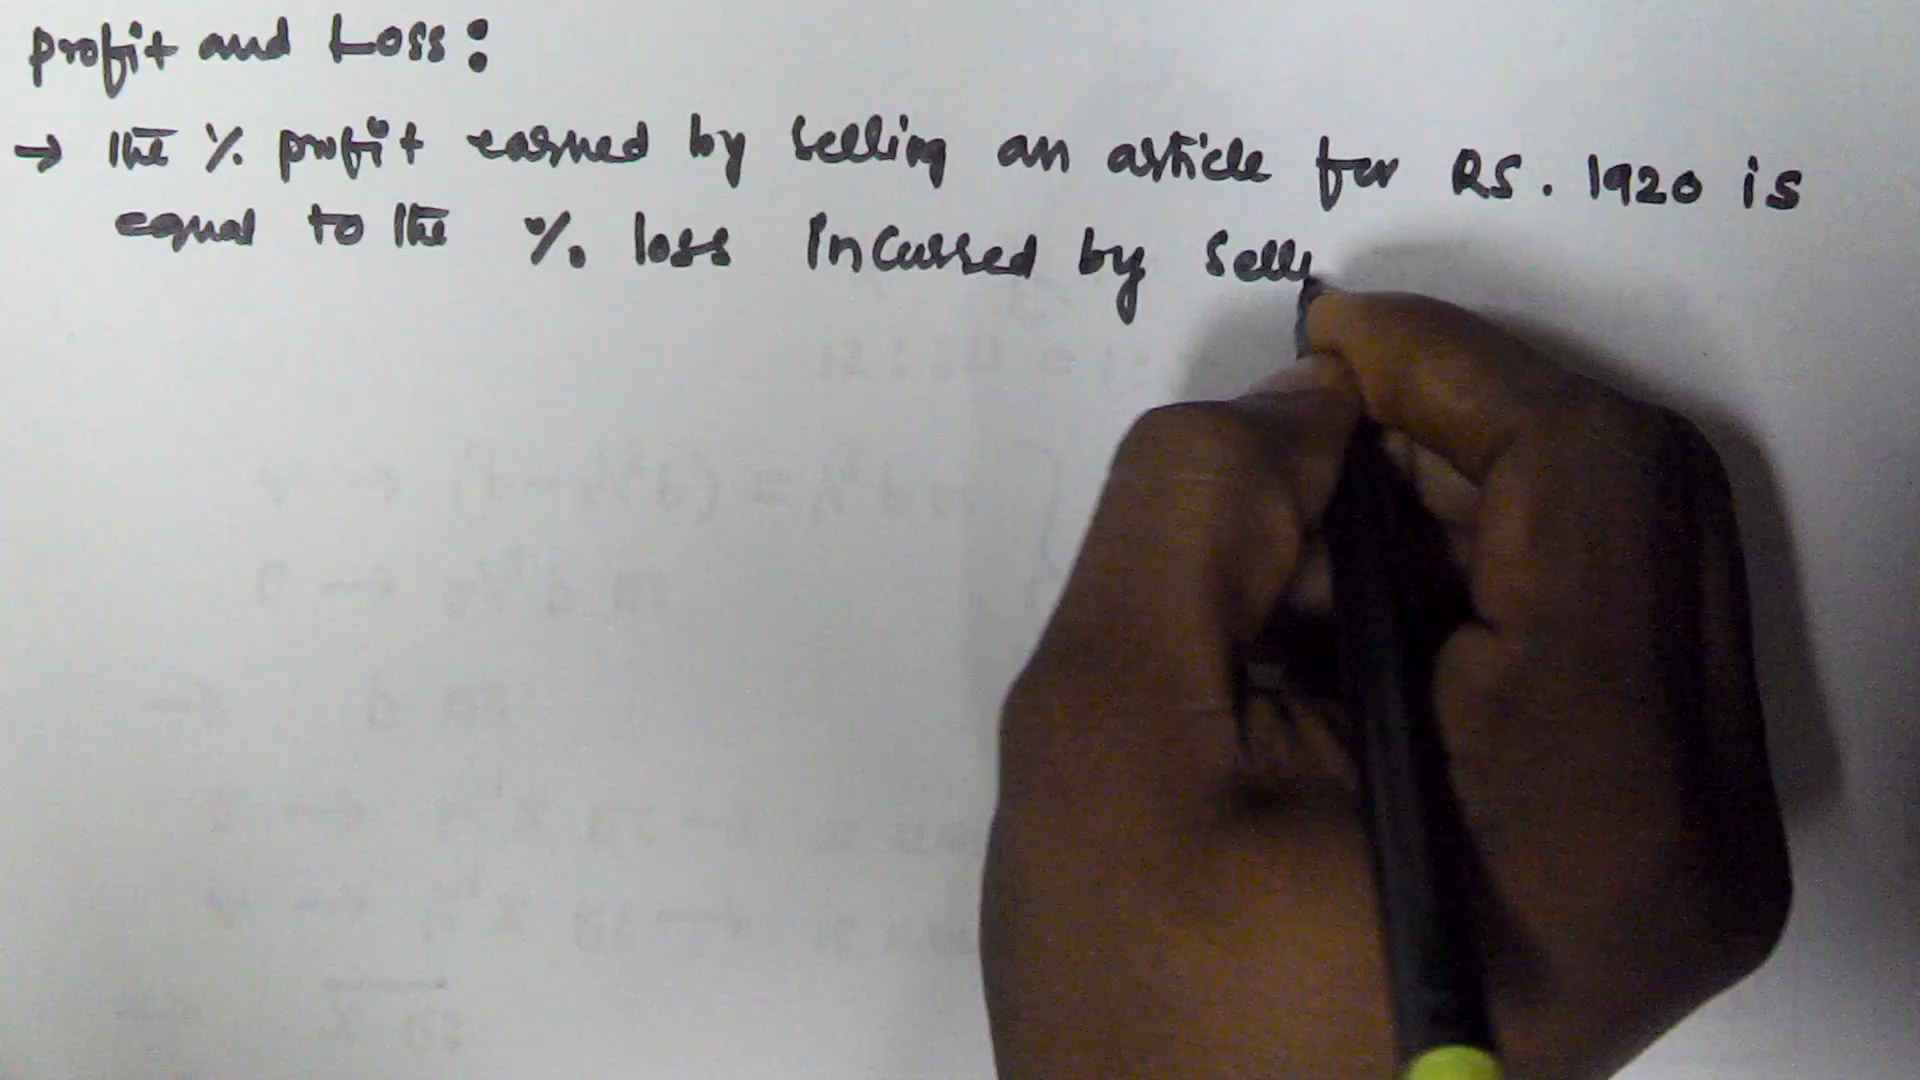 Profit and Loss:
→ The % profit earned by selling an article for RS. 1920 is
equal to the % loss incurred by Selli